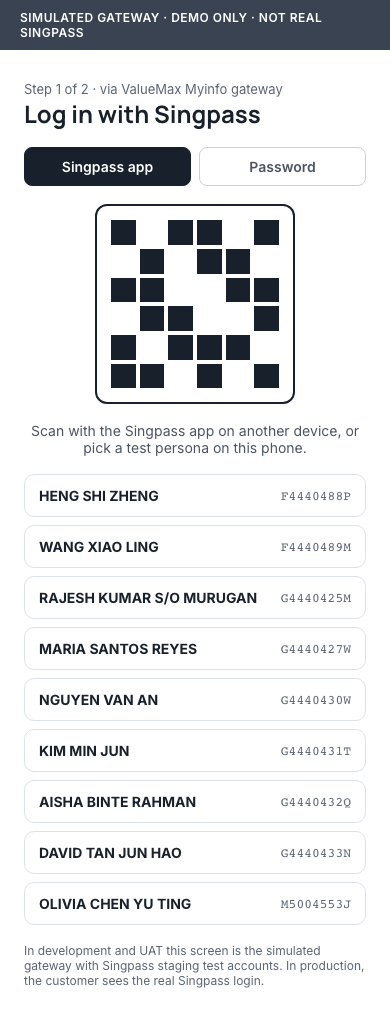 SIMULATED GATEWAY · DEMO ONLY · NOT REAL
SINGPASS
Step 1 of 2 · via ValueMax Myinfo gateway
Log in with Singpass
Singpass app
Password
Scan with the Singpass app on another device, or
pick a test persona on this phone.
HENG SHI ZHENG F4440488P
WANG XIAO LING F4440489M
RAJESH KUMAR S/O MURUGAN G4440425M
MARIA SANTOS REYES G4440427W
NGUYEN VAN AN G4440430W
KIM MIN JUN G4440431T
AISHA BINTE RAHMAN G4440432Q
DAVID TAN JUN HAO G4440433N
OLIVIA CHEN YU TING M5004553J
In development and UAT this screen is the simulated
gateway with Singpass staging test accounts. In production,
the customer sees the real Singpass login.